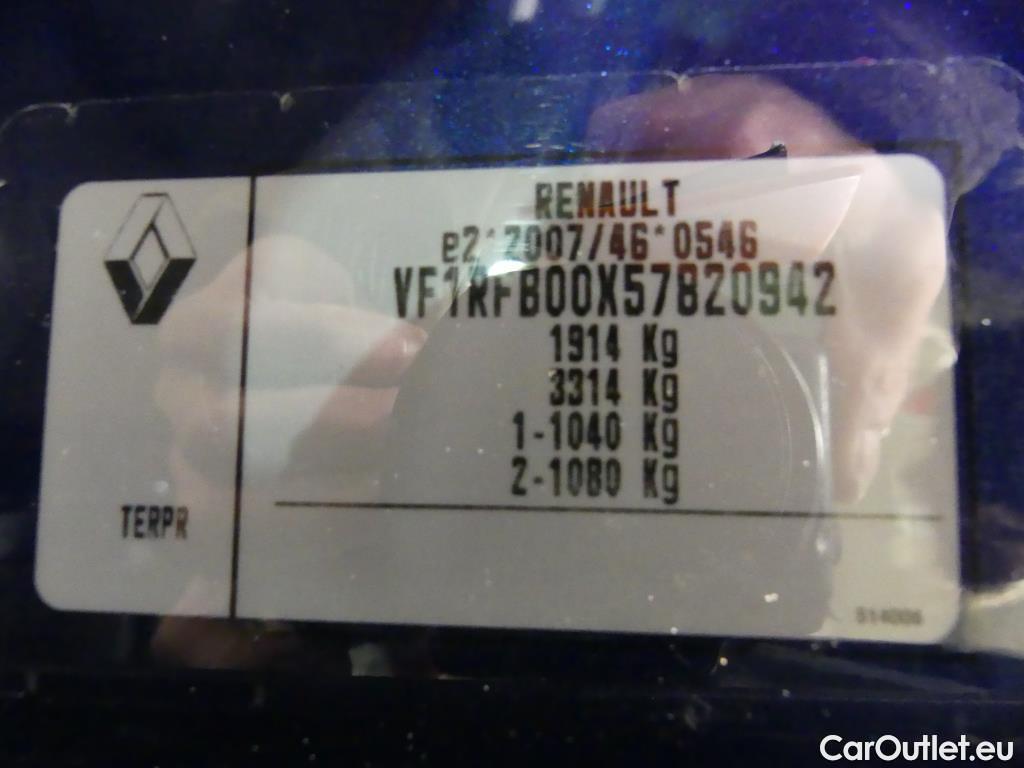 RENAULT
e2*2007/46*0546
VF1RFB00X57820942
1914 Kg
3314 Kg
1-1040 Kg
2-1080 Kg
TERPR
514006
CarOutlet.eu